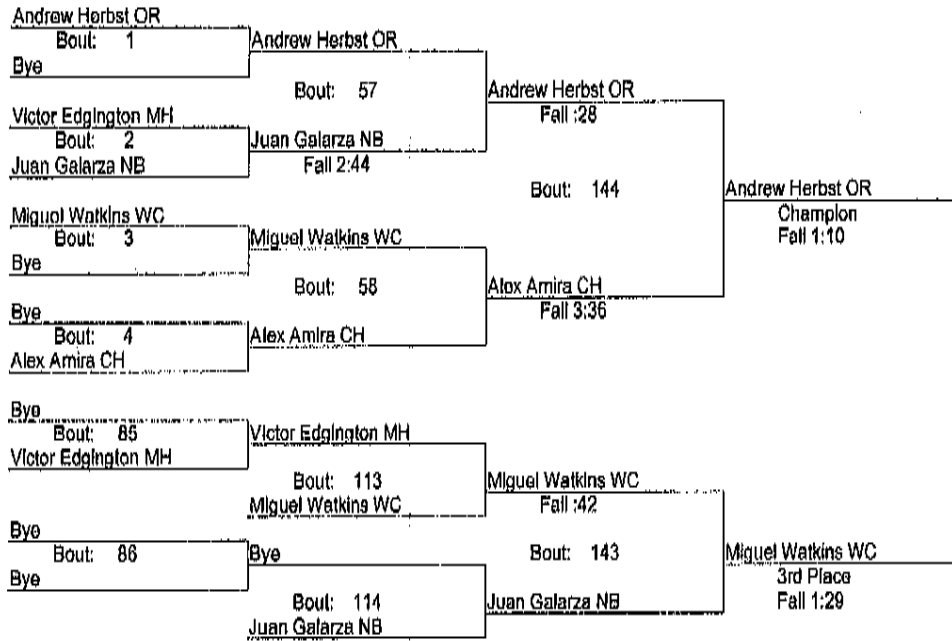 Andrew Herbst OR
Bout: 1
Bye
Andrew Herbst OR
Bout: 57
Victor Edgington MH
Bout: 2
Juan Galarza NB
Juan Galarza NB
Fall 2:44
Andrew Herbst OR
Fall :28
Bout: 144
Miguel Watkins WC
Bout: 3
Bye
Miguel Watkins WC
Bout: 58
Bye
Bout: 4
Alex Amira CH
Alex Amira CH
Alex Amira CH
Fall 3:36
Andrew Herbst OR
Champion
Fall 1:10
Bye
Bout: 85
Victor Edgington MH
Victor Edgington MH
Bout: 113
Miguel Watkins WC
Miguel Watkins WC
Fall :42
Bye
Bout: 86
Bye
Bye
Bout: 114
Juan Galarza NB
Bout: 143
Juan Galarza NB
Miguel Watkins WC
3rd Place
Fall 1:29